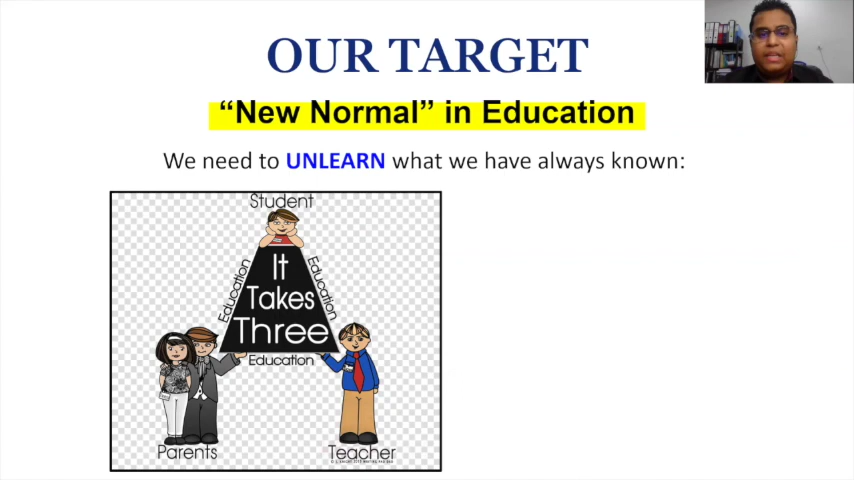 OUR TARGET
“New Normal” in Education
We need to UNLEARN what we have always known:
Student
It
Takes
Three
Education
Education
Education
Parents
Teacher